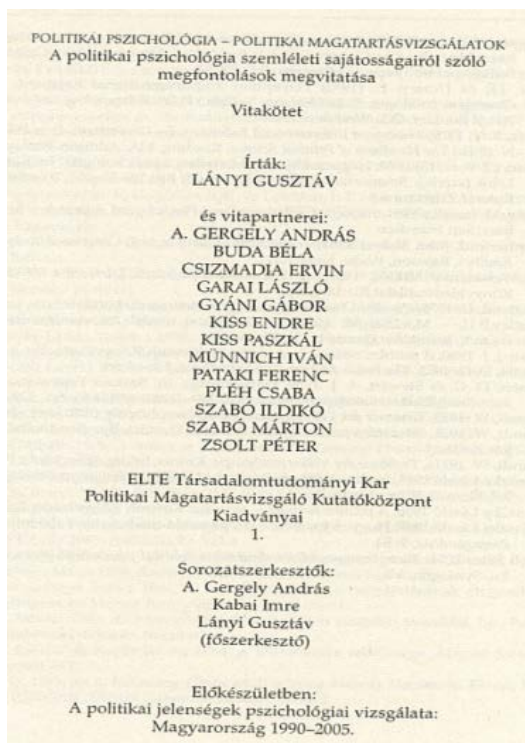 POLITIKAI PSZICHOLÓGIA – POLITIKAI MAGATARTÁSVIZSGÁLATOK
A politikai pszichológia szemléleti sajátosságairól szóló
megfontolások megvitatása
Vitakötet
Írták:
LÁNYI GUSZTÁV
és vitapartnerei:
A. GERGELY ANDRÁS
BUDA BÉLA
CSIZMADIA ERVIN
GARAI LÁSZLÓ
GYÁNI GÁBOR
KISS ENDRE
KISS PASZKÁL
MÜNNICH IVÁN
PATAKI FERENC
PLÉH CSABA
SZABÓ ILDIKÓ
SZABÓ MÁRTON
ZSOLT PÉTER
ELTE Társadalomtudományi Kar
Politikai Magatartásvizsgáló Kutatóközpont
Kiadványai
1.
Sorozatszerkesztők:
A. Gergely András
Kabai Imre
Lányi Gusztáv
(főszerkesztő)
Előkészületben:
A politikai jelenségek pszichológiai vizsgálata:
Magyarország 1990–2005.